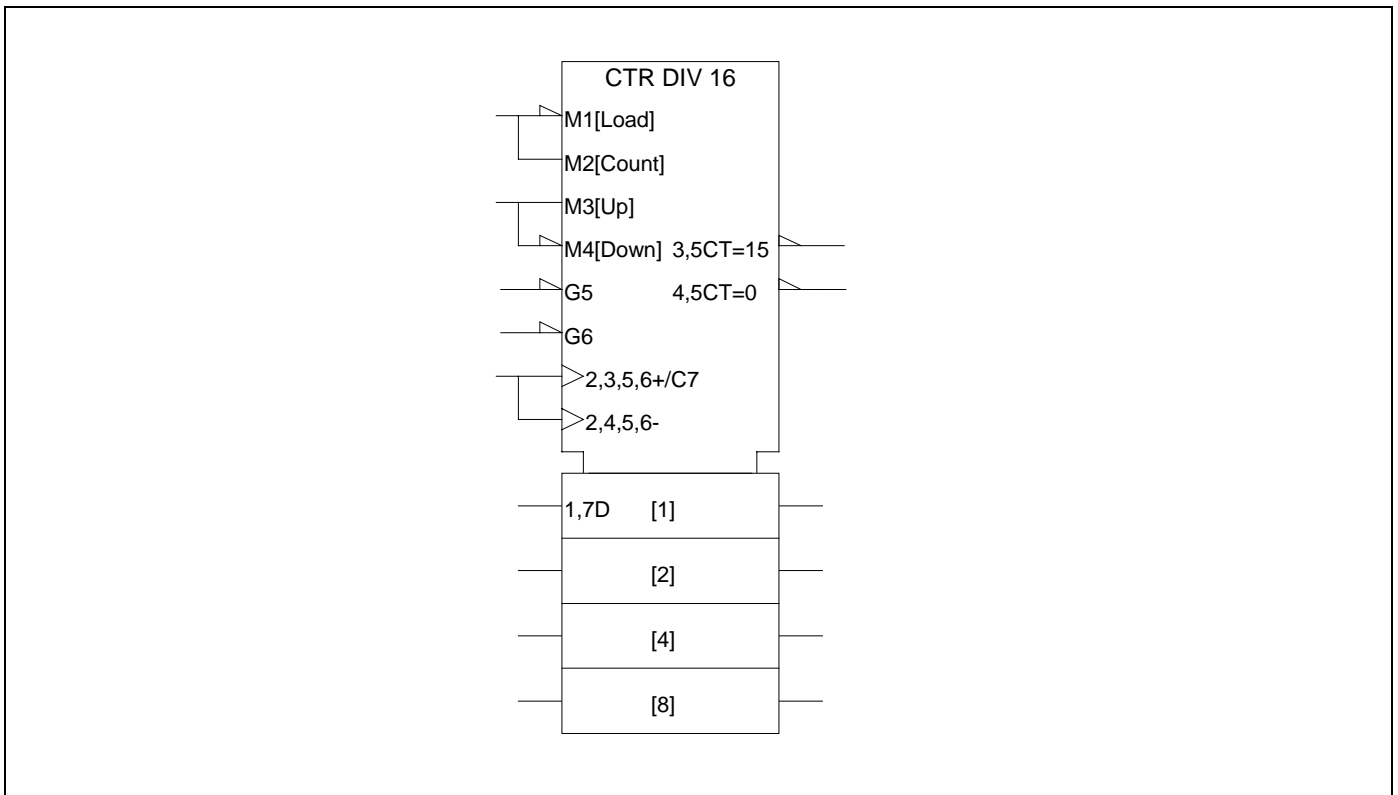 CTR DIV 16
M1[Load]
M2[Count]
M3[Up]
M4[Down] 3,5CT=15
G5 4,5CT=0
G6
2,3,5,6+/C7
2,4,5,6-
1,7D [1]
[2]
[4]
[8]